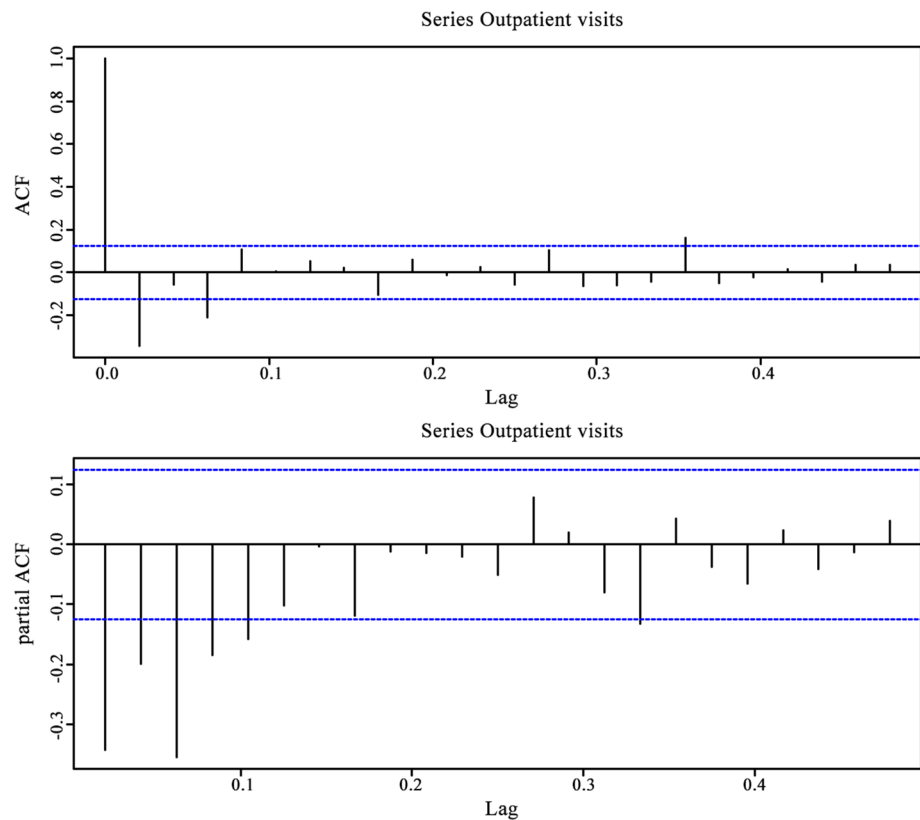 Series Outpatient visits
1.0
0.8
0.6
0.4
0.2
0.0
-0.2
ACF
0.0 0.1 0.2 0.3 0.4
Lag
Series Outpatient visits
0.1
0.0
-0.1
-0.2
-0.3
partial ACF
0.1 0.2 0.3 0.4
Lag